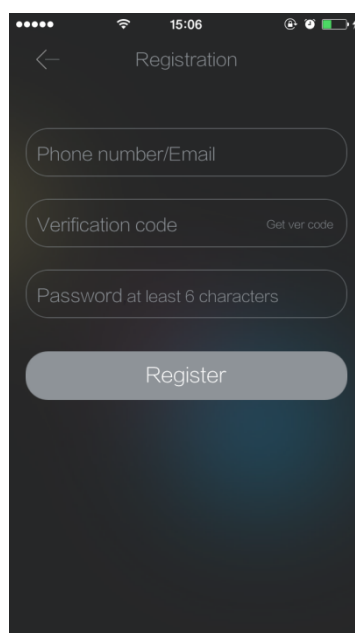 15:06
Registration
Phone number/Email
Verification code Get ver code
Password at least 6 characters
Register